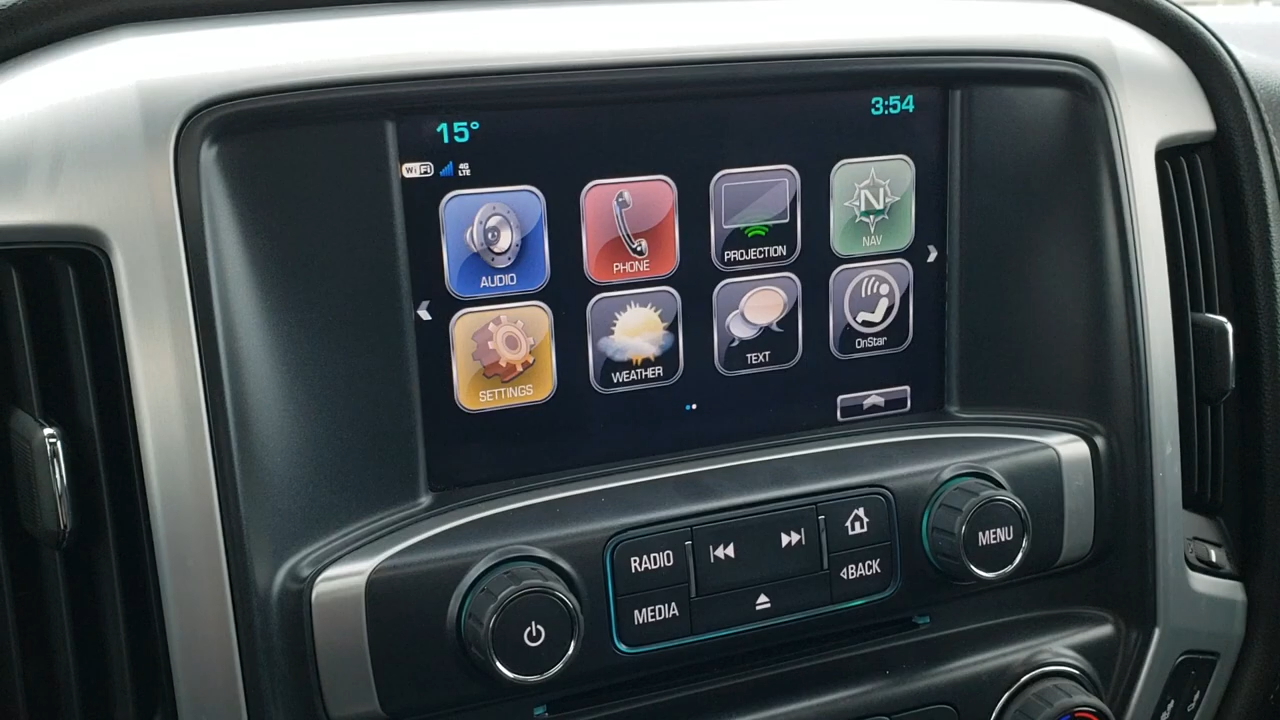 15°
3:54
WiFi 4G LTE
AUDIO
PHONE
PROJECTION
N
NAV
SETTINGS
WEATHER
TEXT
OnStar
RADIO
MEDIA
BACK
MENU